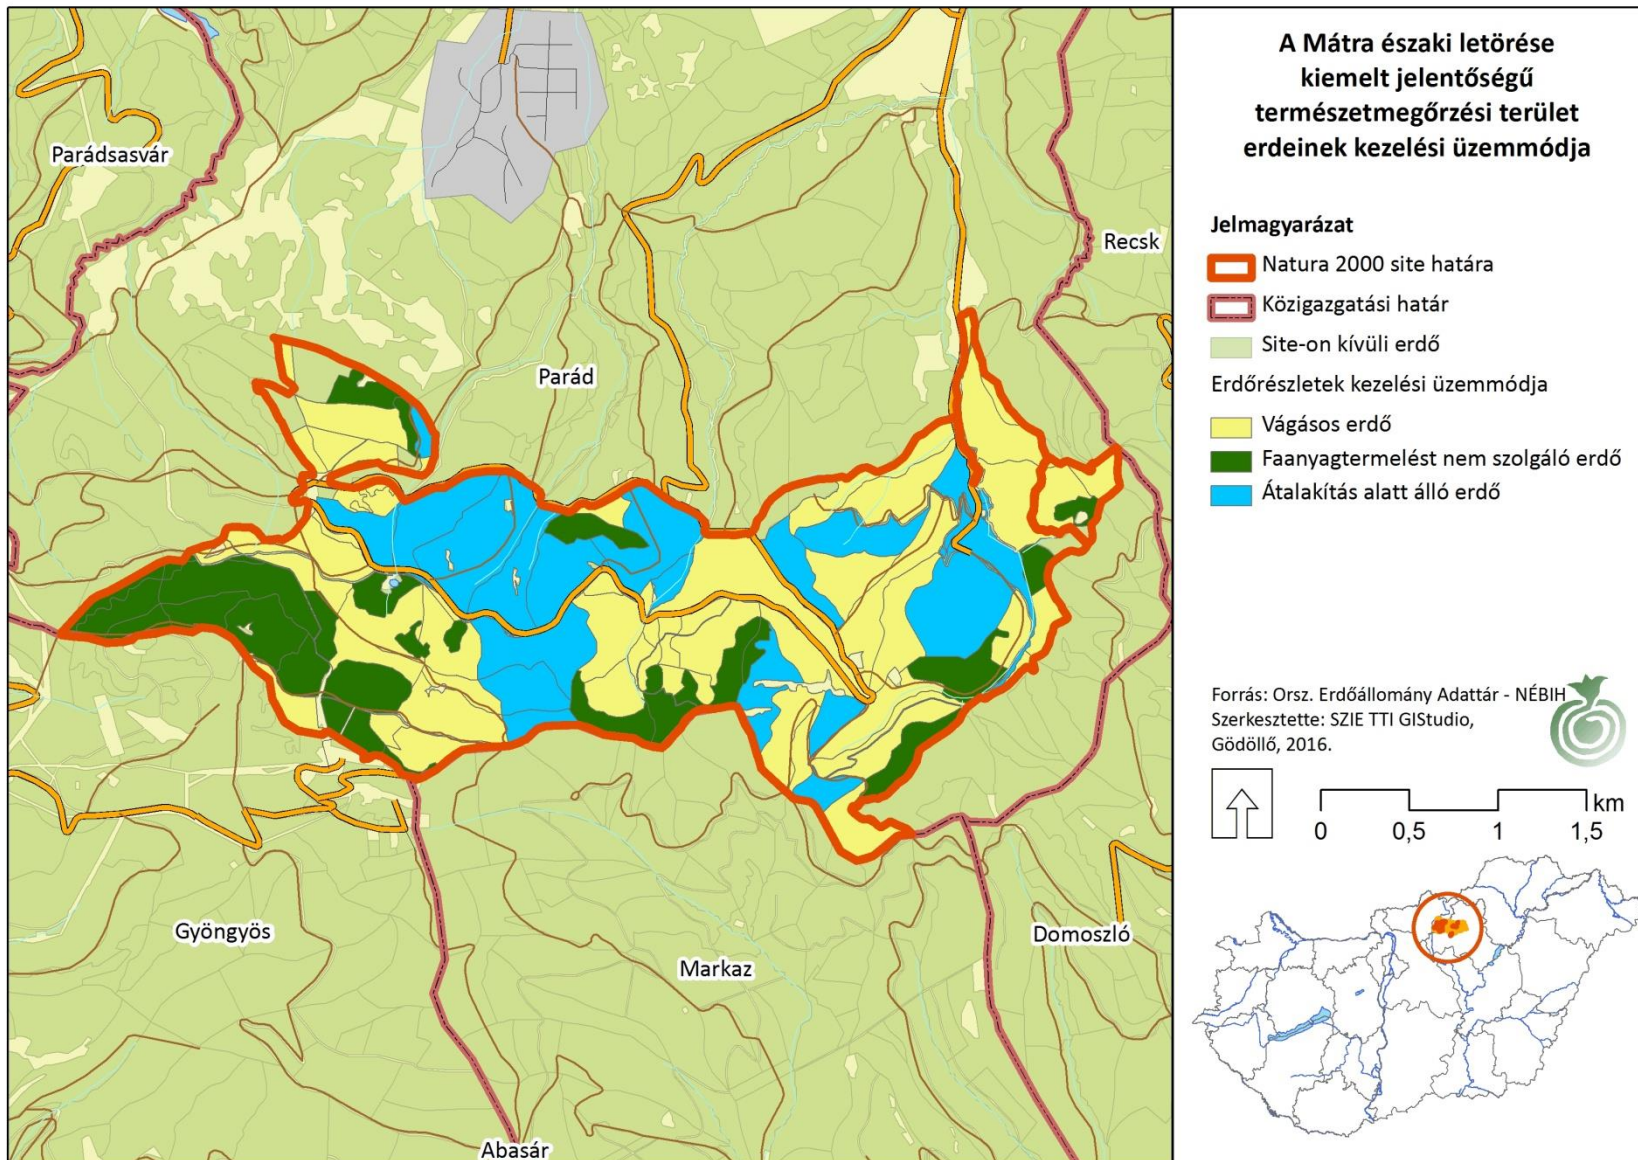 A Mátra északi letörése
kiemelt jelentőségű
természetmegőrzési terület
erdeinek kezelési üzemmódja
Jelmagyarázat
Natura 2000 site határa
Közigazgatási határ
Site-on kívüli erdő
Erdőrészletek kezelési üzemmódja
Vágásos erdő
Faanyagtermelést nem szolgáló erdő
Átalakítás alatt álló erdő
Forrás: Orsz. Erdőállomány Adattár - NÉBIH
Szerkesztette: SZIE TTI GIStudio,
Gödöllő, 2016.
km
0 0,5 1 1,5
Parádsasvár
Recsk
Parád
Gyöngyös
Markaz
Domoszló
Abasár